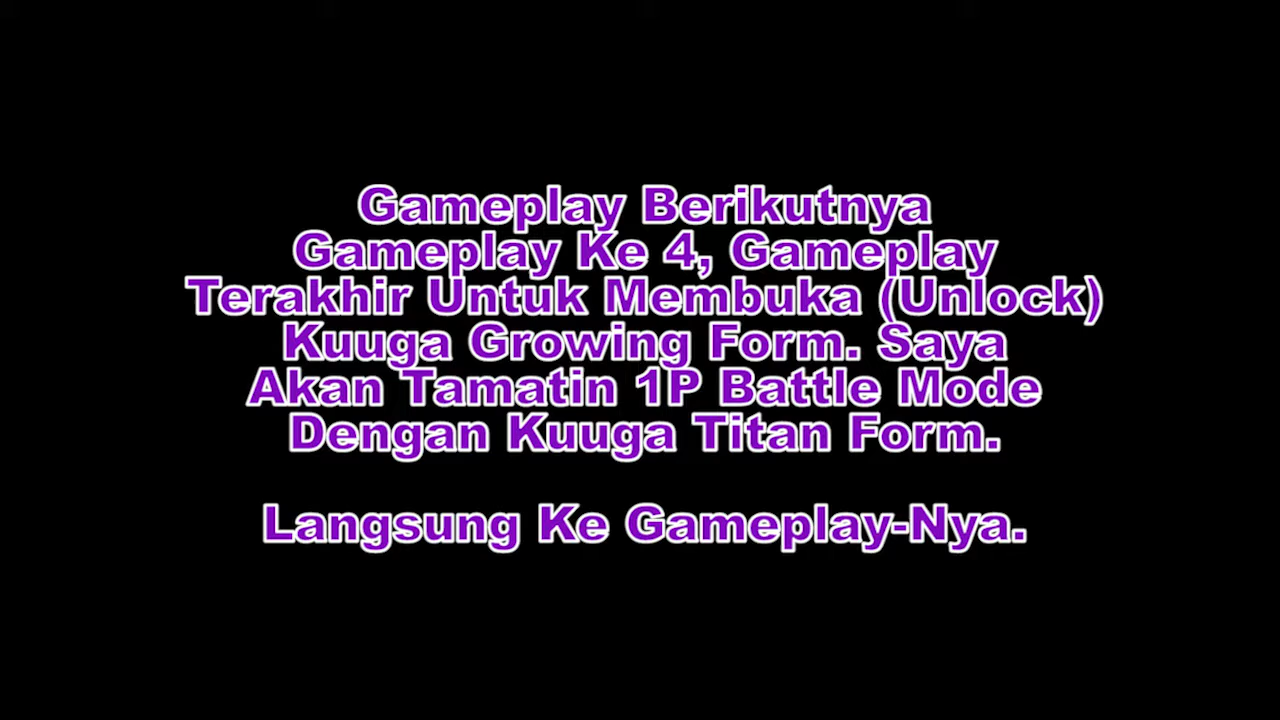 Gameplay Berikutnya
Gameplay Ke 4, Gameplay
Terakhir Untuk Membuka (Unlock)
Kuuga Growing Form. Saya
Akan Tamatin 1P Battle Mode
Dengan Kuuga Titan Form.
Langsung Ke Gameplay-Nya.